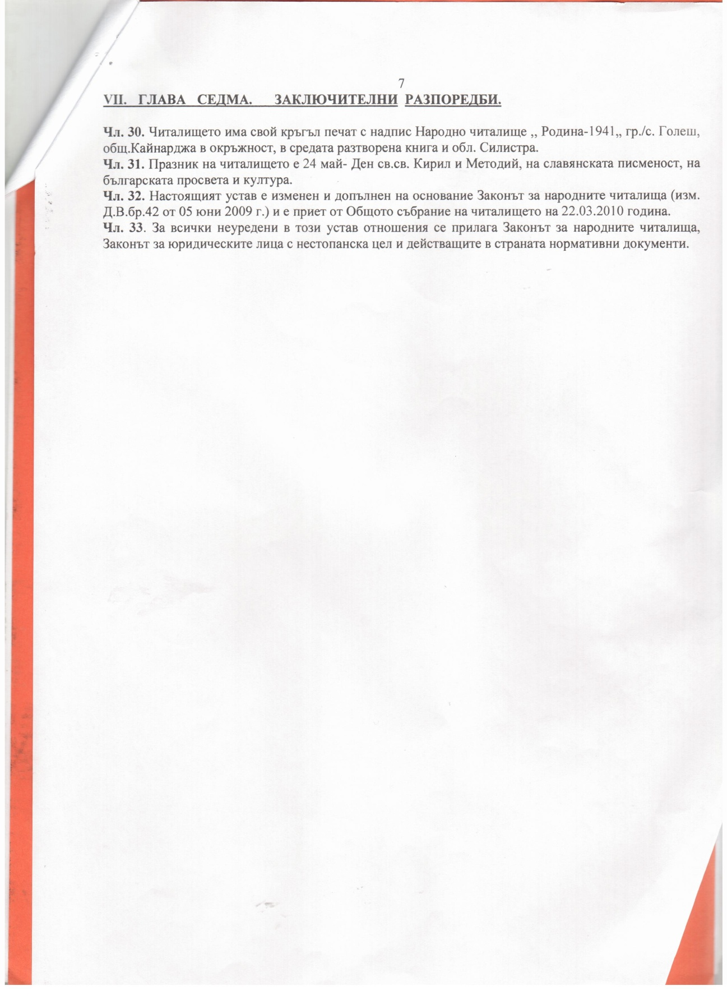 7
VII. ГЛАВА СЕДМА. ЗАКЛЮЧИТЕЛНИ РАЗПОРЕДБИ.
Чл. 30. Читалището има свой кръгъл печат с надпис Народно читалище ,, Родина-1941,, гр./с. Голеш,
общ.Кайнарджа в окръжност, в средата разтворена книга и обл. Силистра.
Чл. 31. Празник на читалището е 24 май- Ден св.св. Кирил и Методий, на славянската писменост, на
българската просвета и култура.
Чл. 32. Настоящият устав е изменен и допълнен на основание Законът за народните читалища (изм.
Д.В.бр.42 от 05 юни 2009 г.) и е приет от Общото събрание на читалището на 22.03.2010 година.
Чл. 33. За всички неуредени в този устав отношения се прилага Законът за народните читалища,
Законът за юридическите лица с нестопанска цел и действащите в страната нормативни документи.